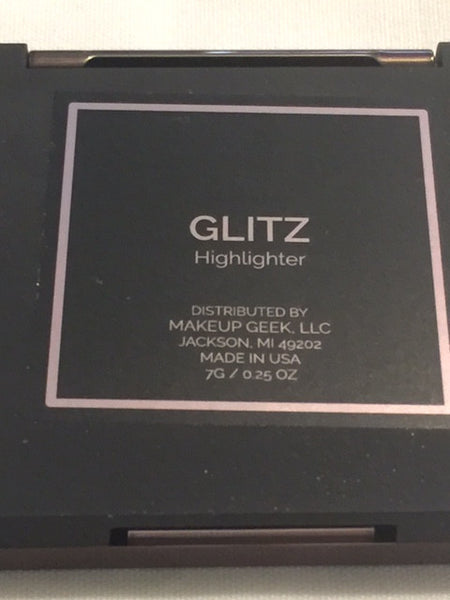 GLITZ
Highlighter
DISTRIBUTED BY
MAKEUP GEEK, LLC
JACKSON, MI 49202
MADE IN USA
7G / 0.25 OZ